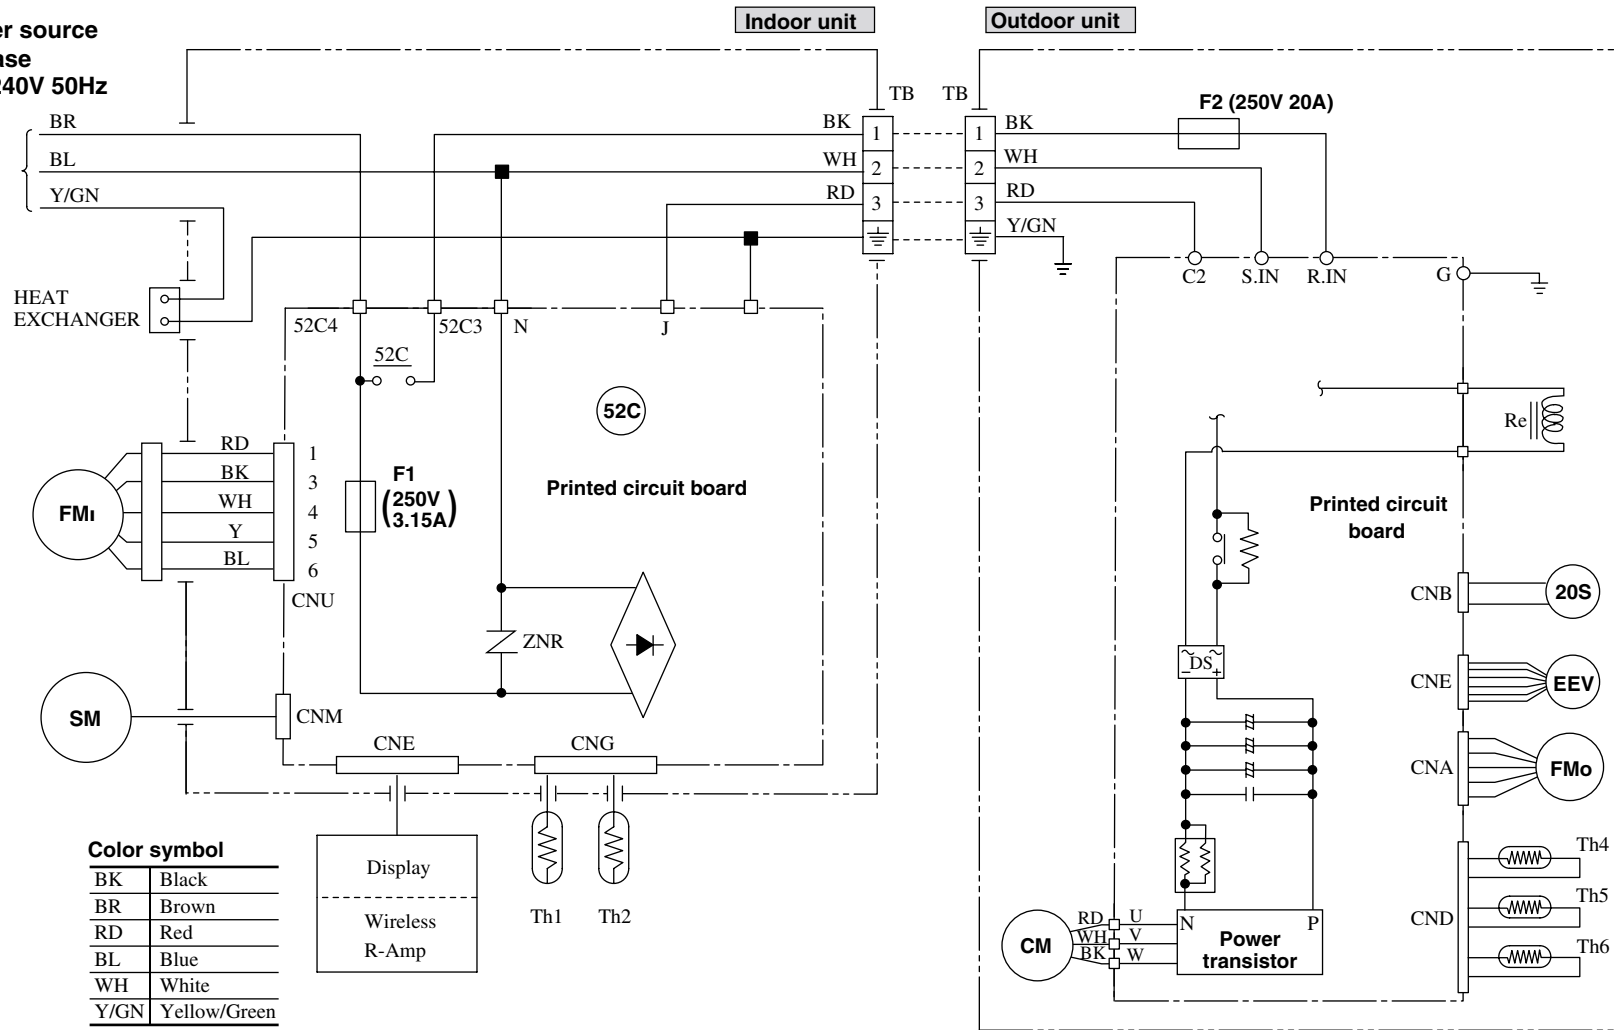 Indoor unit
Outdoor unit
er source
ase
240V 50Hz
BR
BL
Y/GN
BK
WH
RD
TB
TB
1
2
3
1
2
3
BK
WH
RD
Y/GN
F2 (250V 20A)
C2
S.IN
R.IN
G
HEAT
EXCHANGER
52C4
52C3
N
J
52C
52C
Printed circuit board
F1
(250V
3.15A)
FMI
RD
BK
WH
Y
BL
1
3
4
5
6
CNU
ZNR
SM
CNM
CNE
CNG
Display
Wireless
R-Amp
Th1
Th2
Color symbol
BK Black
BR Brown
RD Red
BL Blue
WH White
Y/GN Yellow/Green
Re
Printed circuit
board
CNB
20S
CNE
EEV
CNA
FMo
CND
Th4
Th5
Th6
~ ~
DS
- +
CM
RD
WH
BK
U
V
W
N
P
Power
transistor